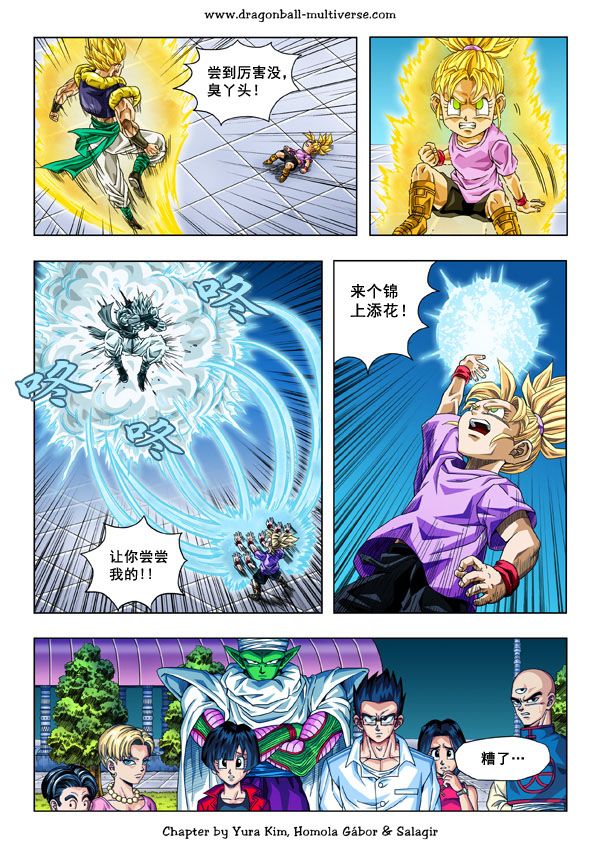 www.dragonball-multiverse.com
尝到厉害没，
臭丫头！
咚
咚
咚
让你尝尝
我的！！
来个锦
上添花！
糟了…
Chapter by Yura Kim, Homola Gábor & Salagir